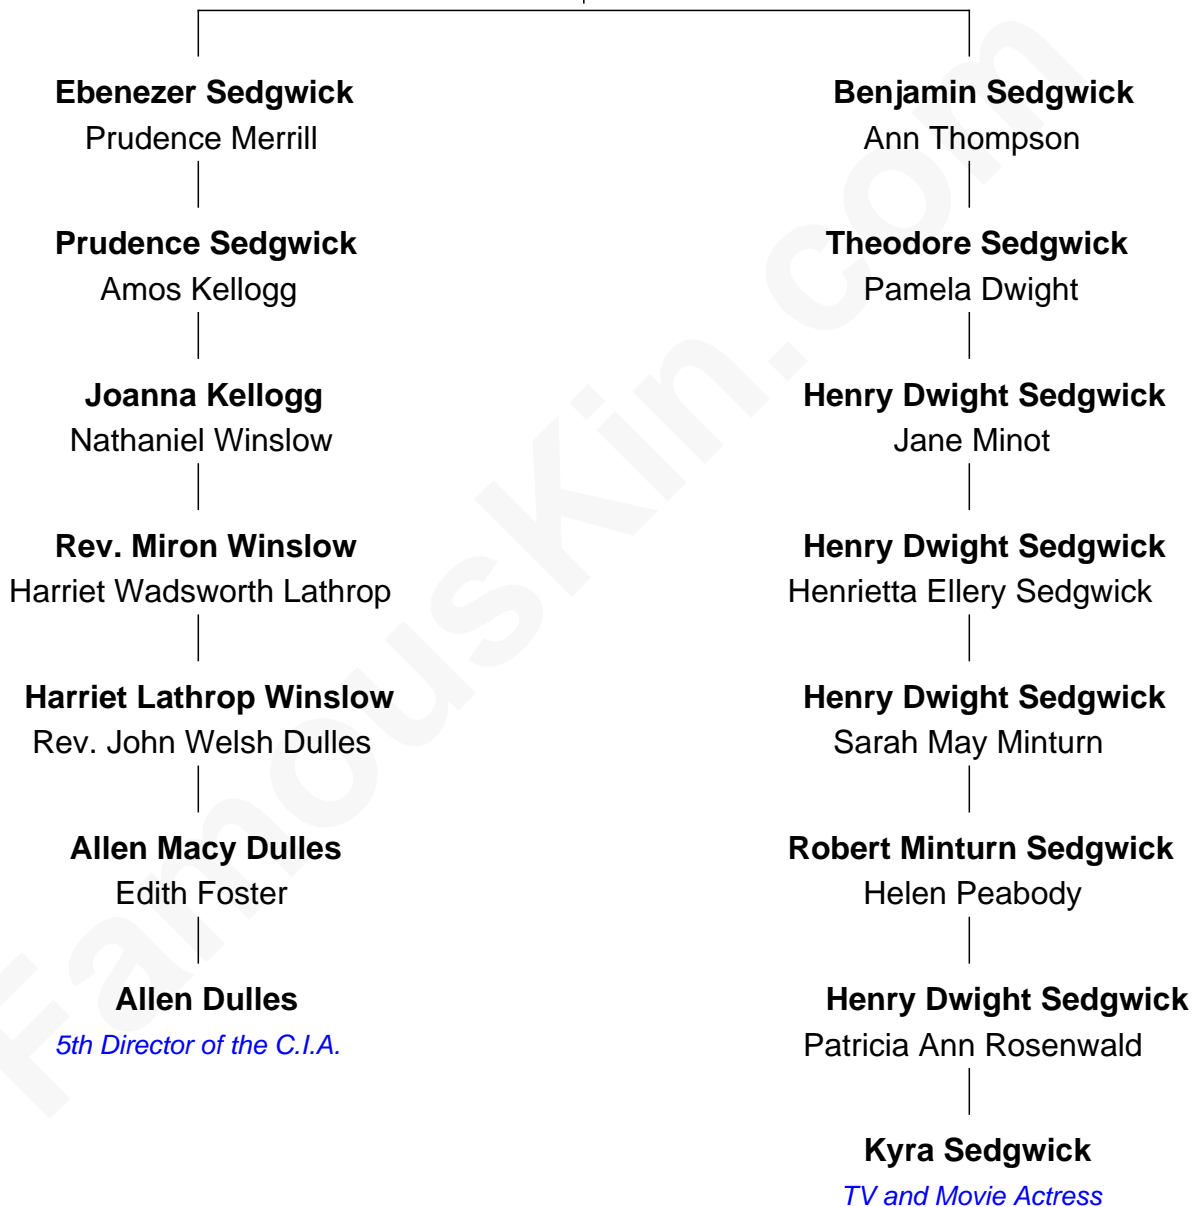 Ebenezer Sedgwick
Prudence Merrill
Prudence Sedgwick
Amos Kellogg
Joanna Kellogg
Nathaniel Winslow
Rev. Miron Winslow
Harriet Wadsworth Lathrop
Harriet Lathrop Winslow
Rev. John Welsh Dulles
Allen Macy Dulles
Edith Foster
Allen Dulles
5th Director of the C.I.A.
Benjamin Sedgwick
Ann Thompson
Theodore Sedgwick
Pamela Dwight
Henry Dwight Sedgwick
Jane Minot
Henry Dwight Sedgwick
Henrietta Ellery Sedgwick
Henry Dwight Sedgwick
Sarah May Minturn
Robert Minturn Sedgwick
Helen Peabody
Henry Dwight Sedgwick
Patricia Ann Rosenwald
Kyra Sedgwick
TV and Movie Actress
FamousKin.com